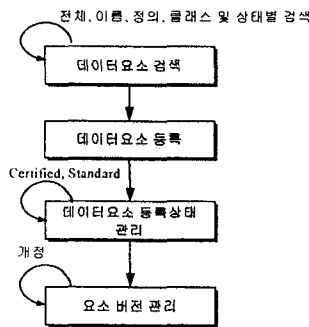 전체, 이름, 정의, 클래스 및 상태별 검색
데이터요소 검색
데이터요소 등록
Certified, Standard
데이터요소 등록상태
관리
개정
요소 버전 관리